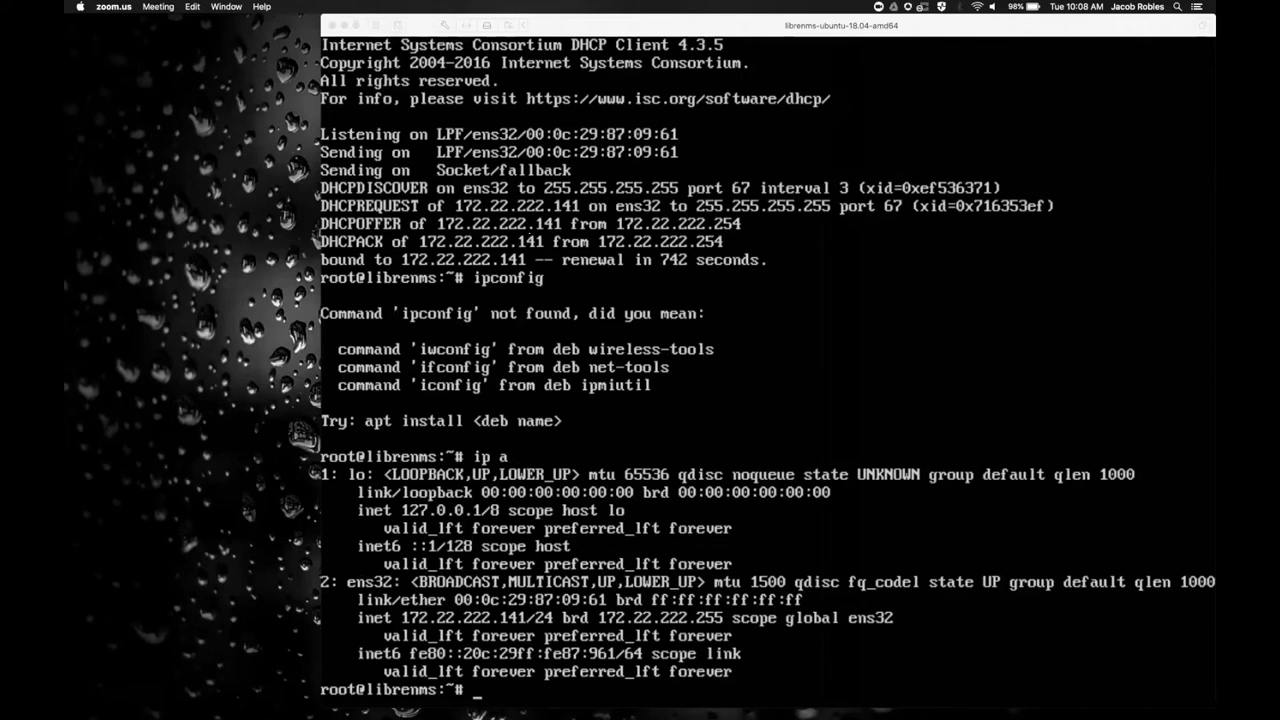 zoom.us Meeting Edit Window Help 98% Tue 10:08 AM Jacob Robles
librenms-ubuntu-18.04-amd64
Internet Systems Consortium DHCP Client 4.3.5
Copyright 2004-2016 Internet Systems Consortium.
All rights reserved.
For info, please visit https://www.isc.org/software/dhcp/
Listening on LPF/ens32/00:0c:29:87:09:61
Sending on   LPF/ens32/00:0c:29:87:09:61
Sending on   Socket/fallback
DHCPDISCOVER on ens32 to 255.255.255.255 port 67 interval 3 (xid=0xef536371)
DHCPREQUEST of 172.22.222.141 on ens32 to 255.255.255.255 port 67 (xid=0x716353ef)
DHCPOFFER of 172.22.222.141 from 172.22.222.254
DHCPACK of 172.22.222.141 from 172.22.222.254
bound to 172.22.222.141 -- renewal in 742 seconds.
root@librenms:~# ipconfig
Command 'ipconfig' not found, did you mean:
command 'iwconfig' from deb wireless-tools
command 'ifconfig' from deb net-tools
command 'iconfig' from deb ipmiutil
Try: apt install <deb name>
root@librenms:~# ip a
1: lo: <LOOPBACK,UP,LOWER_UP> mtu 65536 qdisc noqueue state UNKNOWN group default qlen 1000
link/loopback 00:00:00:00:00:00 brd 00:00:00:00:00:00
inet 127.0.0.1/8 scope host lo
valid_lft forever preferred_lft forever
inet6 ::1/128 scope host
valid_lft forever preferred_lft forever
2: ens32: <BROADCAST,MULTICAST,UP,LOWER_UP> mtu 1500 qdisc fq_codel state UP group default qlen 1000
link/ether 00:0c:29:87:09:61 brd ff:ff:ff:ff:ff:ff
inet 172.22.222.141/24 brd 172.22.222.255 scope global ens32
valid_lft forever preferred_lft forever
inet6 fe80::20c:29ff:fe87:961/64 scope link
valid_lft forever preferred_lft forever
root@librenms:~# _